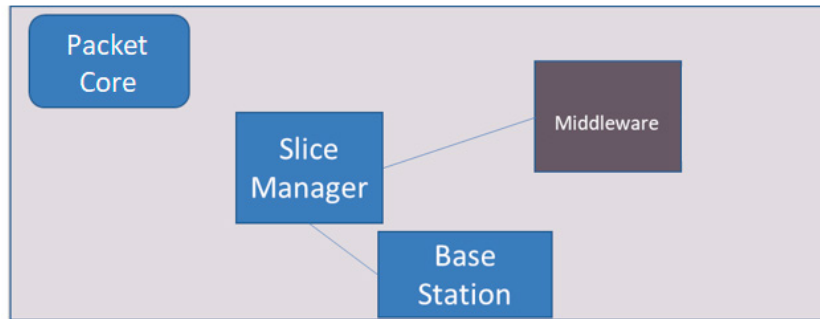 Packet
Core
Slice
Manager
Middleware
Base
Station